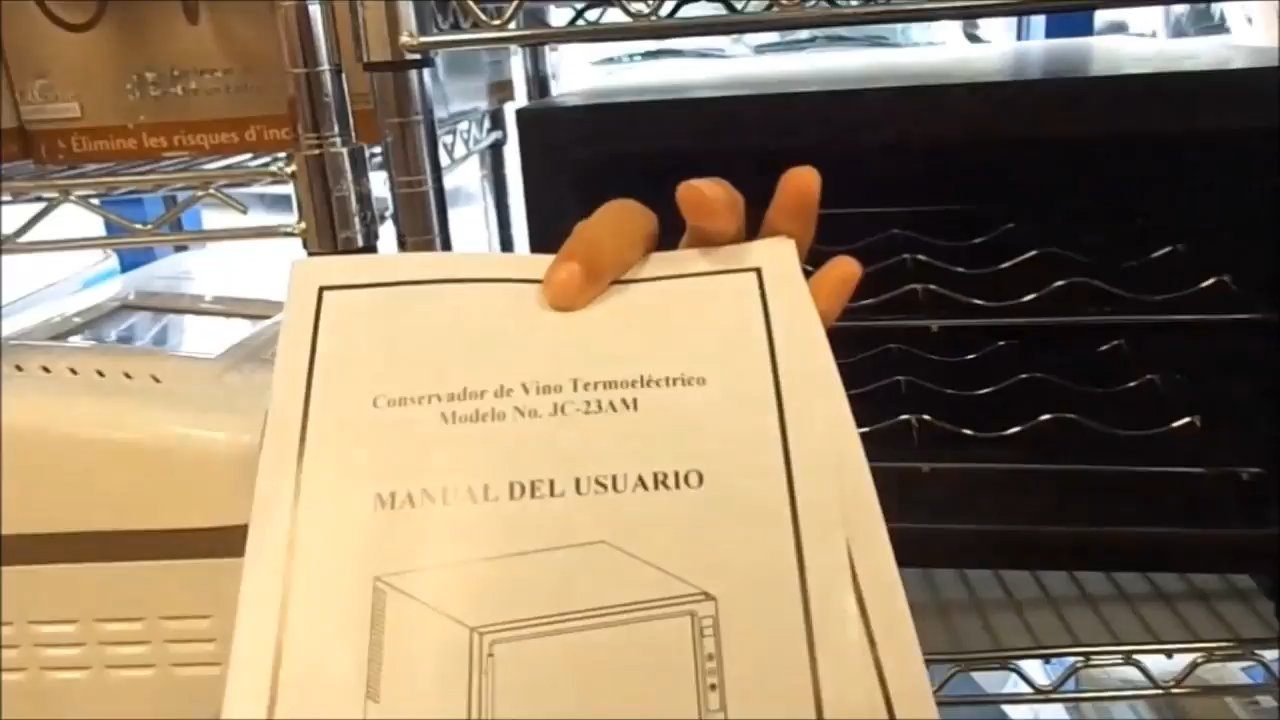 Élimine les risques d'inc
Conservador de Vino Termoeléctrico
Modelo No. JC-23AM
MANUAL DEL USUARIO